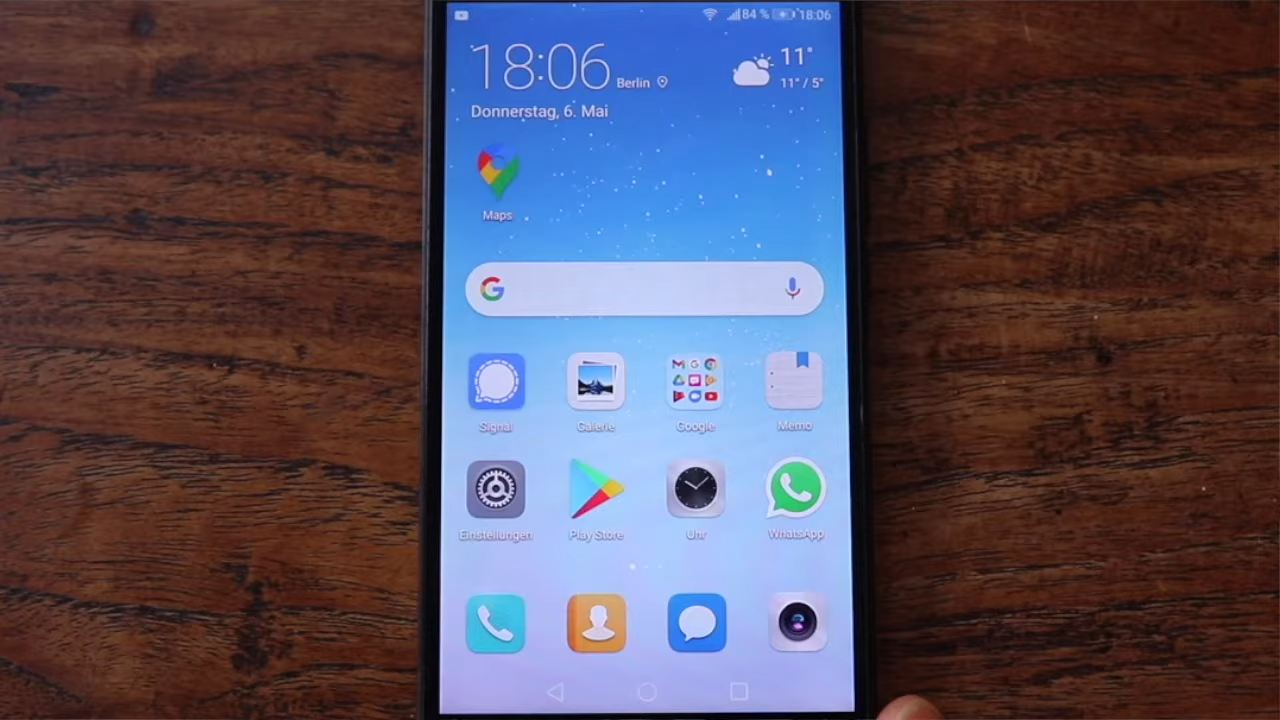 84 % 18:06
18:06 Berlin
11°
11° / 5°
Donnerstag, 6. Mai
Maps
Signal Galerie Google Memo
Einstellungen Play Store Uhr WhatsApp